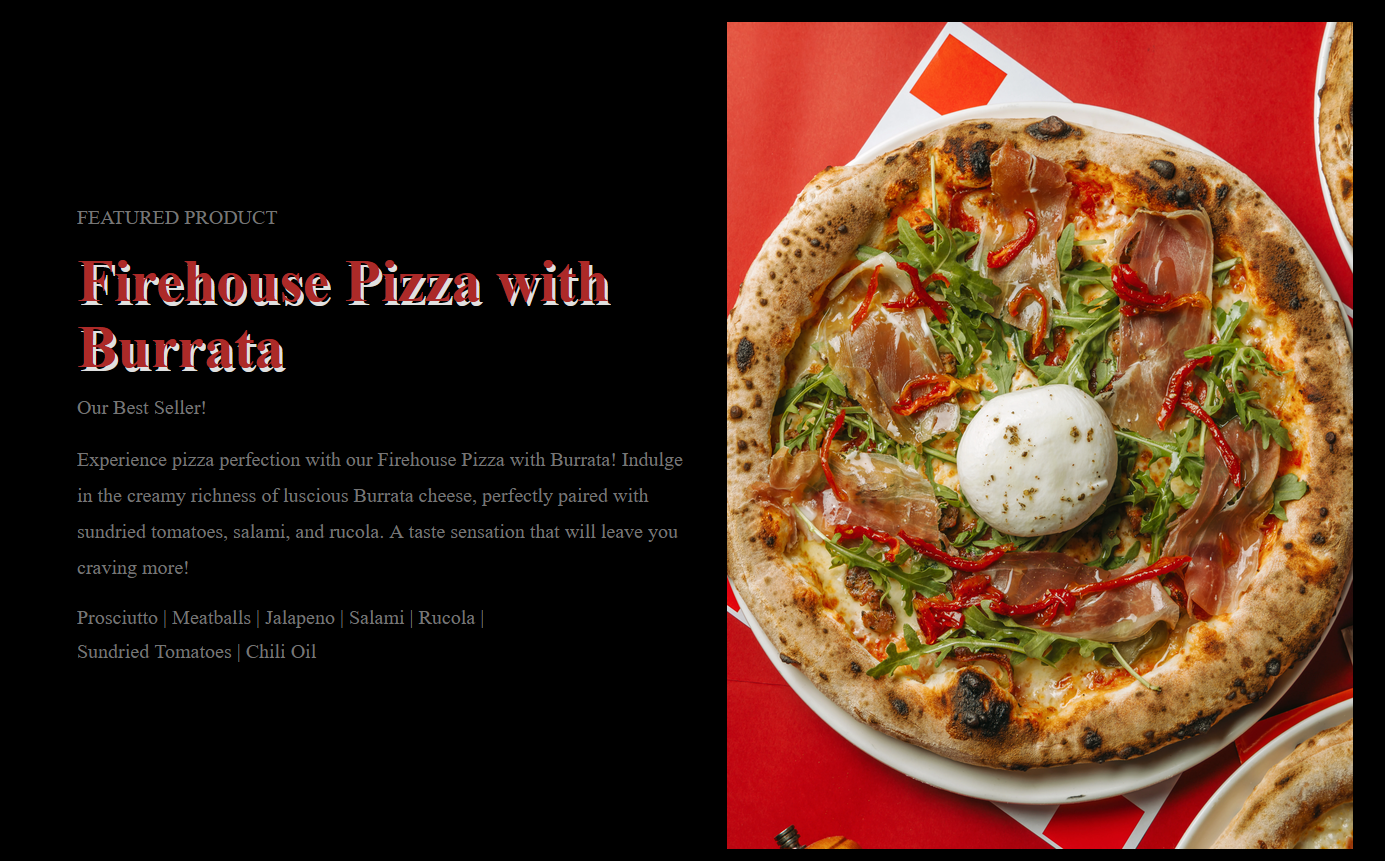 FEATURED PRODUCT
Firehouse Pizza with
Burrata
Our Best Seller!
Experience pizza perfection with our Firehouse Pizza with Burrata! Indulge
in the creamy richness of luscious Burrata cheese, perfectly paired with
sundried tomatoes, salami, and rucola. A taste sensation that will leave you
craving more!
Prosciutto | Meatballs | Jalapeno | Salami | Rucola |
Sundried Tomatoes | Chili Oil